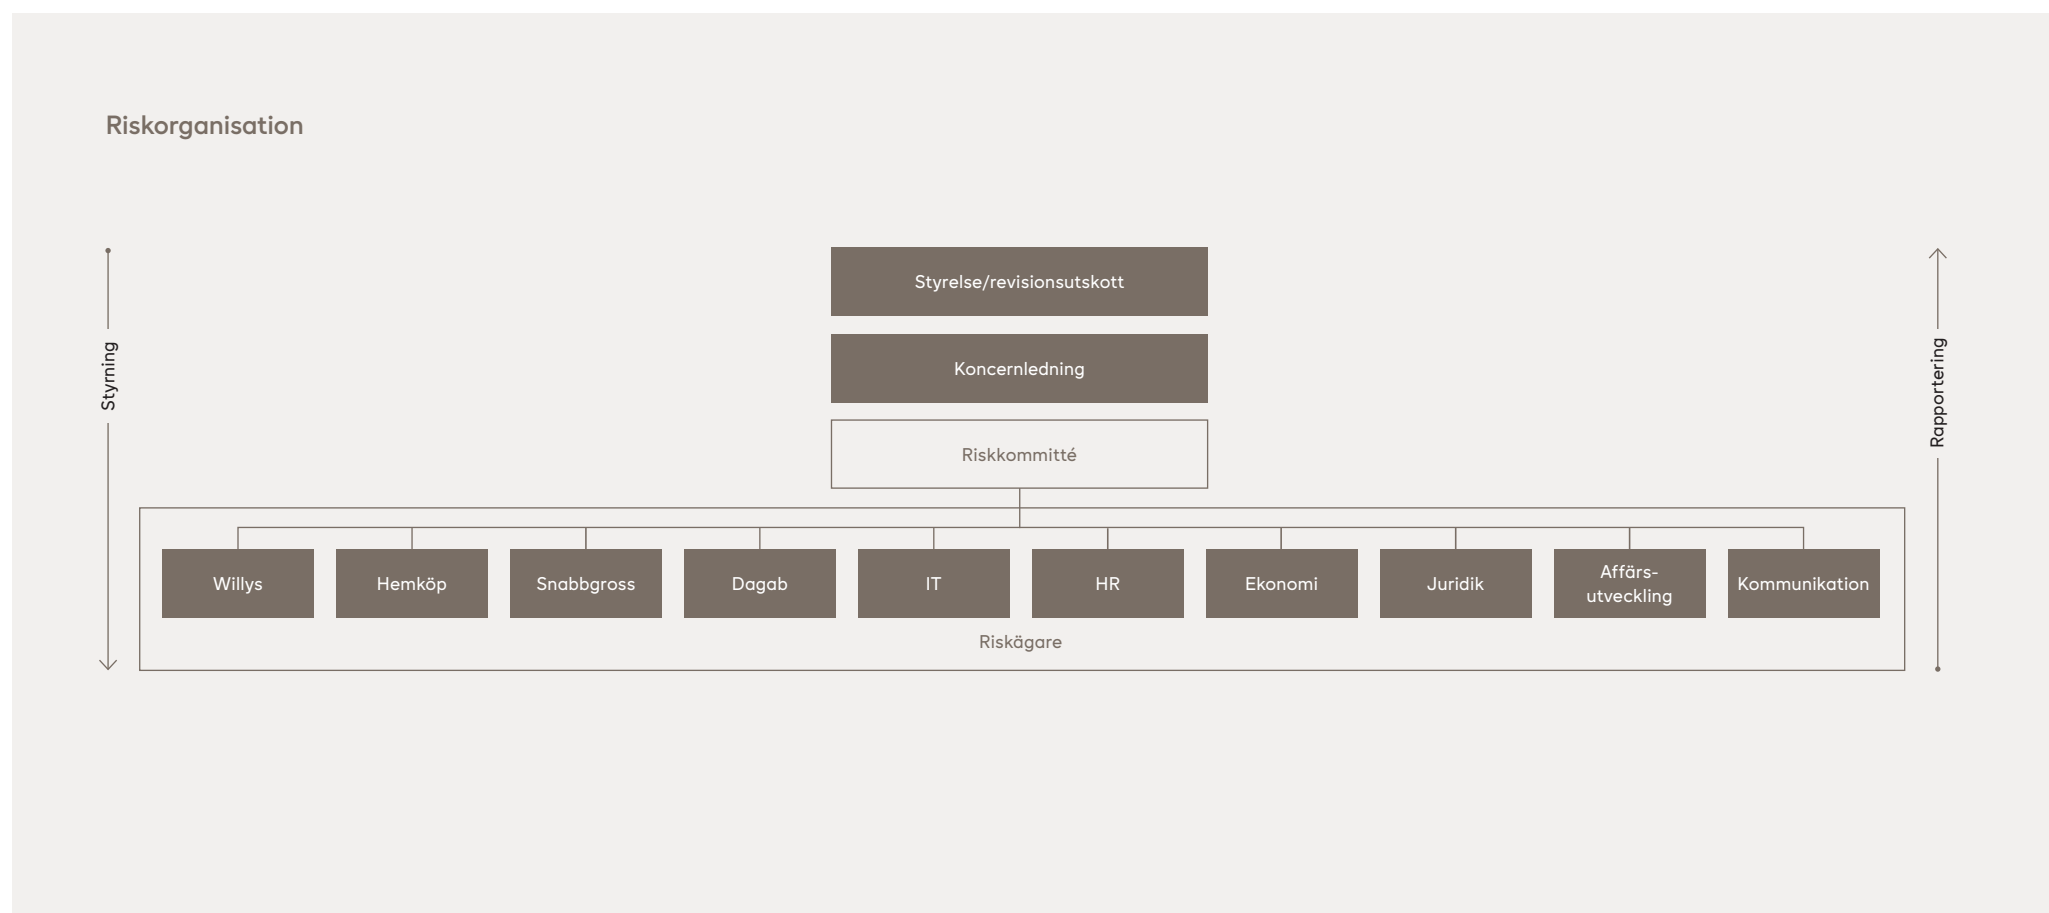 Riskorganisation
Styrelse/revisionsutskott
Koncernledning
Riskkommitté
Styrning
Rapportering
Willys
Hemköp
Snabbgross
Dagab
IT
HR
Ekonomi
Juridik
Affärs-
utveckling
Kommunikation
Riskägare